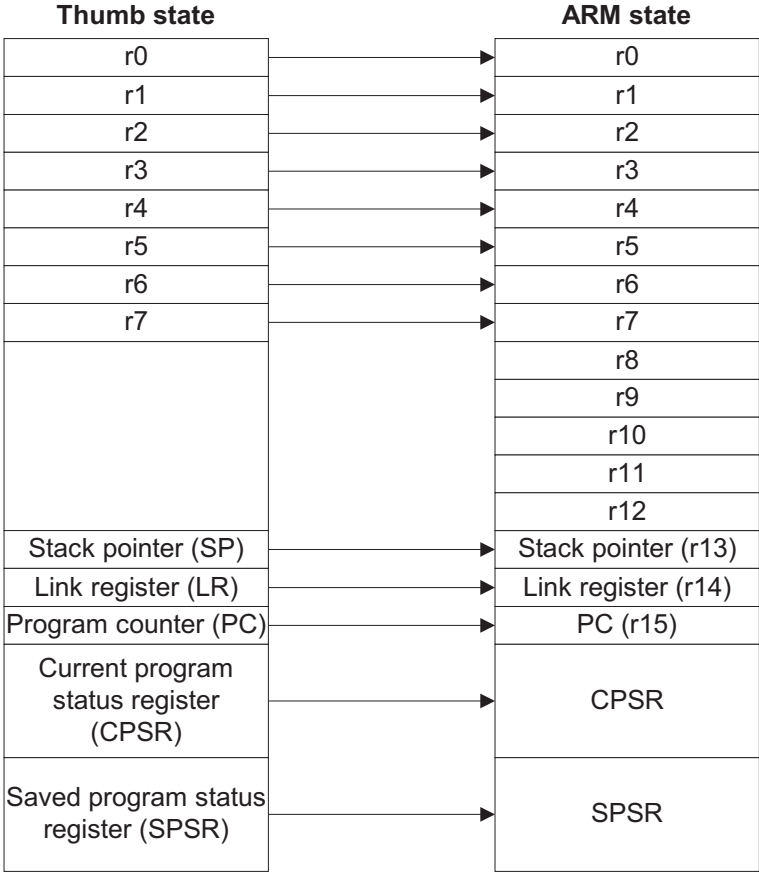 Thumb state
ARM state
r0
r0
r1
r1
r2
r2
r3
r3
r4
r4
r5
r5
r6
r6
r7
r7
r8
r9
r10
r11
r12
Stack pointer (SP)
Stack pointer (r13)
Link register (LR)
Link register (r14)
Program counter (PC)
PC (r15)
Current program
status register
(CPSR)
CPSR
Saved program status
register (SPSR)
SPSR